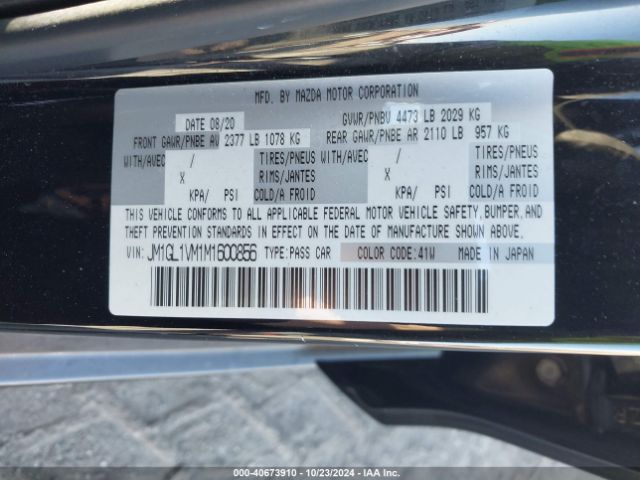 MFD. BY MAZDA MOTOR CORPORATION
DATE 08/20 GVWR/PNBV 4473 LB 2029 KG
FRONT GAWR/PNBE AV 2377 LB 1078 KG REAR GAWR/PNBE AR 2110 LB 957 KG
WITH/AVEC / TIRES/PNEUS WITH/AVEC / TIRES/PNEUS
X RIMS/JANTES X RIMS/JANTES
KPA/ PSI COLD/A FROID KPA/ PSI COLD/A FROID
THIS VEHICLE CONFORMS TO ALL APPLICABLE FEDERAL MOTOR VEHICLE SAFETY, BUMPER, AND
THEFT PREVENTION STANDARDS IN EFFECT ON THE DATE OF MANUFACTURE SHOWN ABOVE.
VIN: JM1GL1VM1M1600856 TYPE:PASS CAR COLOR CODE:41W MADE IN JAPAN
000-40673910 • 10/23/2024 • IAA Inc.